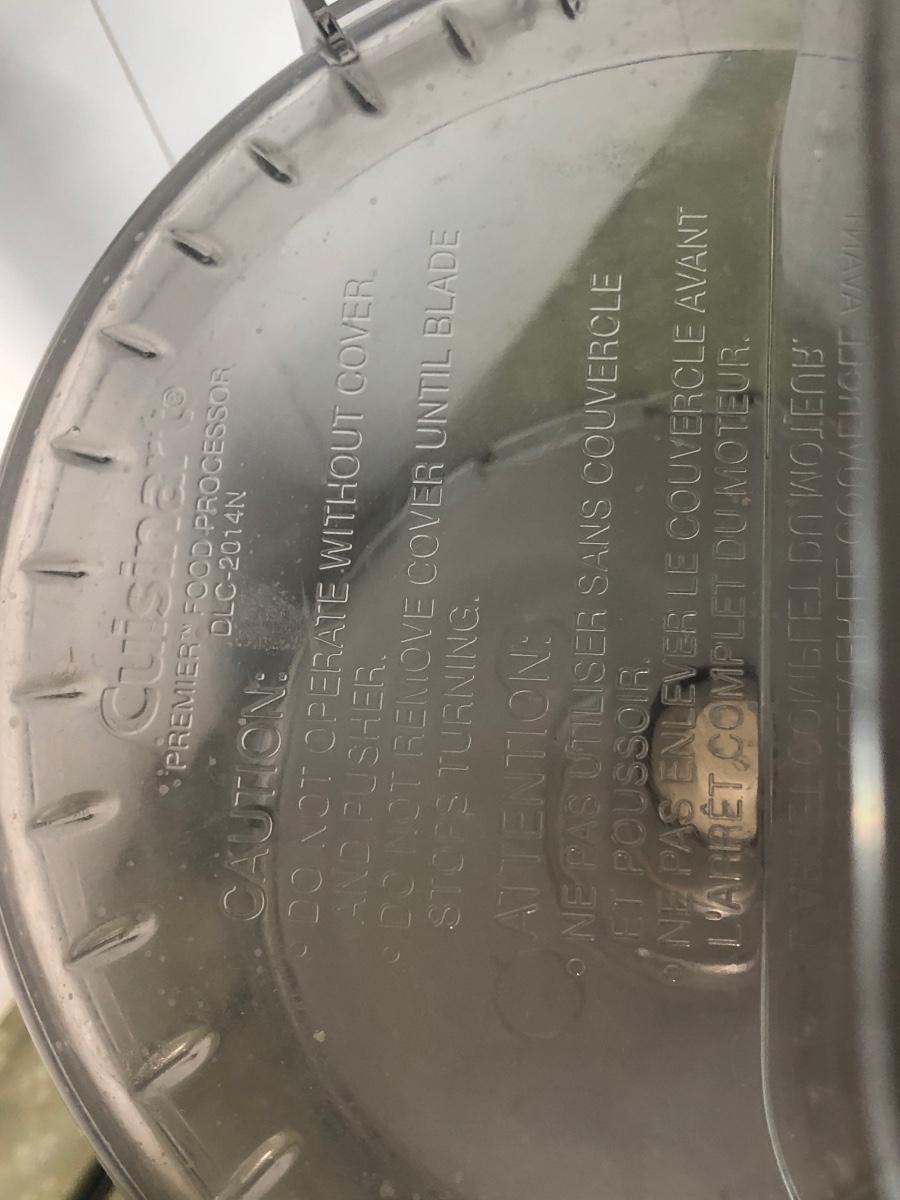 Cuisinart®
PREMIER™ FOOD PROCESSOR
DLC-2014N
CAUTION:
• DO NOT OPERATE WITHOUT COVER
AND PUSHER.
• DO NOT REMOVE COVER UNTIL BLADE
STOPS TURNING.
ATTENTION:
• NE PAS UTILISER SANS COUVERCLE
ET POUSSOIR.
• NE PAS ENLEVER LE COUVERCLE AVANT
L'ARRÊT COMPLET DU MOTEUR.